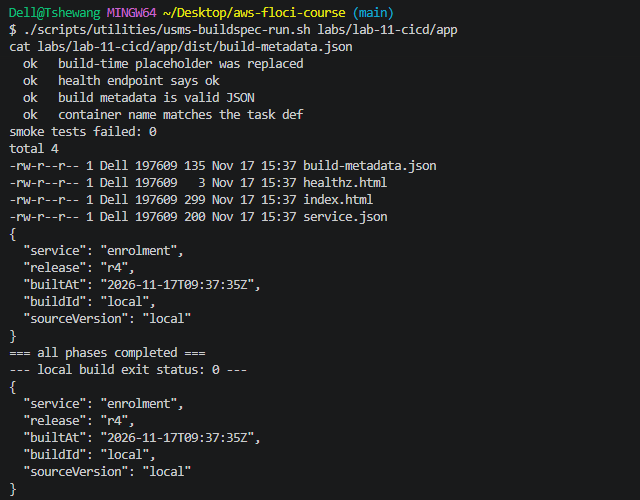 Dell@Tshewang MINGW64 ~/Desktop/aws-floci-course (main)
$ ./scripts/utilities/usms-buildspec-run.sh labs/lab-11-cicd/app
cat labs/lab-11-cicd/app/dist/build-metadata.json
  ok   build-time placeholder was replaced
  ok   health endpoint says ok
  ok   build metadata is valid JSON
  ok   container name matches the task def
smoke tests failed: 0
total 4
-rw-r--r-- 1 Dell 197609 135 Nov 17 15:37 build-metadata.json
-rw-r--r-- 1 Dell 197609   3 Nov 17 15:37 healthz.html
-rw-r--r-- 1 Dell 197609 299 Nov 17 15:37 index.html
-rw-r--r-- 1 Dell 197609 200 Nov 17 15:37 service.json
{
  "service": "enrolment",
  "release": "r4",
  "builtAt": "2026-11-17T09:37:35Z",
  "buildId": "local",
  "sourceVersion": "local"
}
=== all phases completed ===
--- local build exit status: 0 ---
{
  "service": "enrolment",
  "release": "r4",
  "builtAt": "2026-11-17T09:37:35Z",
  "buildId": "local",
  "sourceVersion": "local"
}